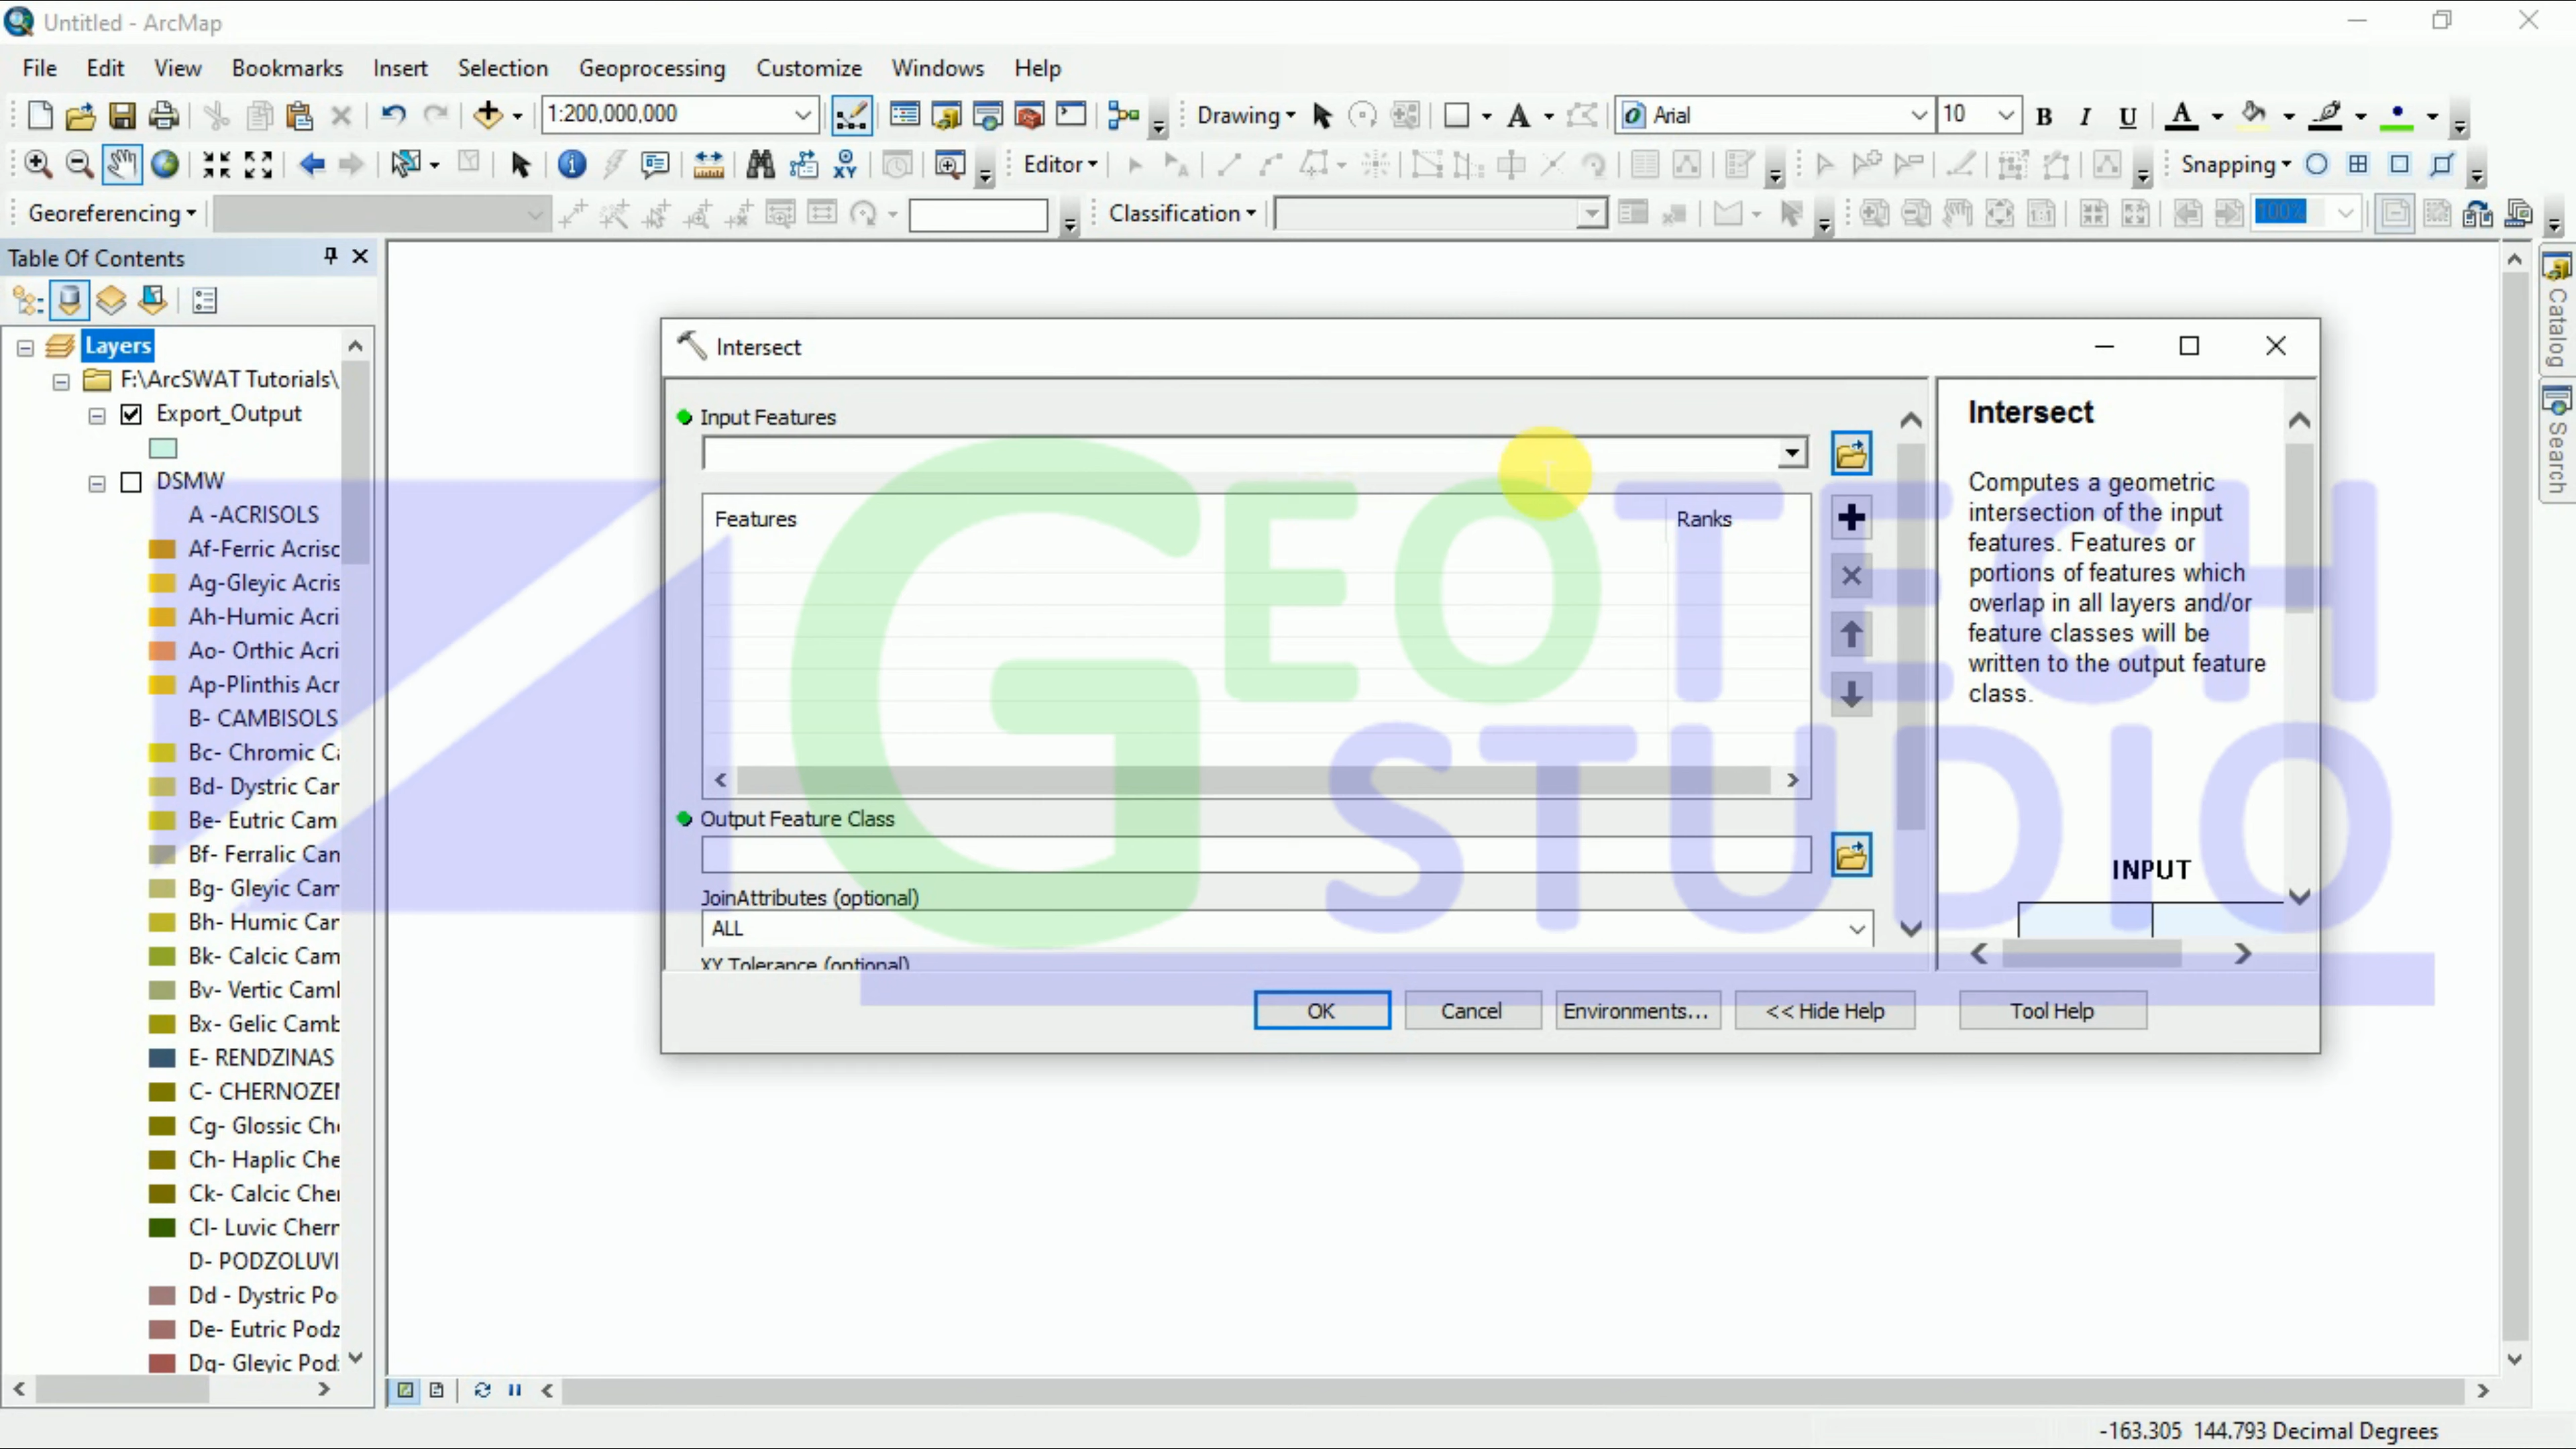 Untitled - ArcMap
File Edit View Bookmarks Insert Selection Geoprocessing Customize Windows Help
1:200,000,000 Drawing A Arial 10 B I U A
XY Editor Snapping
Georeferencing Classification 100%
Table Of Contents
Layers
F:\ArcSWAT Tutorials\
Export_Output
DSMW
A -ACRISOLS
Af-Ferric Acrisc
Ag-Gleyic Acris
Ah-Humic Acri
Ao- Orthic Acri
Ap-Plinthis Acr
B- CAMBISOLS
Bc- Chromic Ca
Bd- Dystric Car
Be- Eutric Cam
Bf- Ferralic Can
Bg- Gleyic Cam
Bh- Humic Car
Bk- Calcic Cam
Bv- Vertic Caml
Bx- Gelic Camb
E- RENDZINAS
C- CHERNOZEI
Cg- Glossic Ch
Ch- Haplic Che
Ck- Calcic Cher
Cl- Luvic Cherr
D- PODZOLUVI
Dd - Dystric Po
De- Eutric Podz
Dg- Gleyic Pod
Intersect
Input Features
Features Ranks
Output Feature Class
JoinAttributes (optional)
ALL
XY Tolerance (optional)
OK Cancel Environments... << Hide Help Tool Help
Intersect
Computes a geometric
intersection of the input
features. Features or
portions of features which
overlap in all layers and/or
feature classes will be
written to the output feature
class.
INPUT
GEOTECH
STUDIO
Catalog
Search
-163.305 144.793 Decimal Degrees